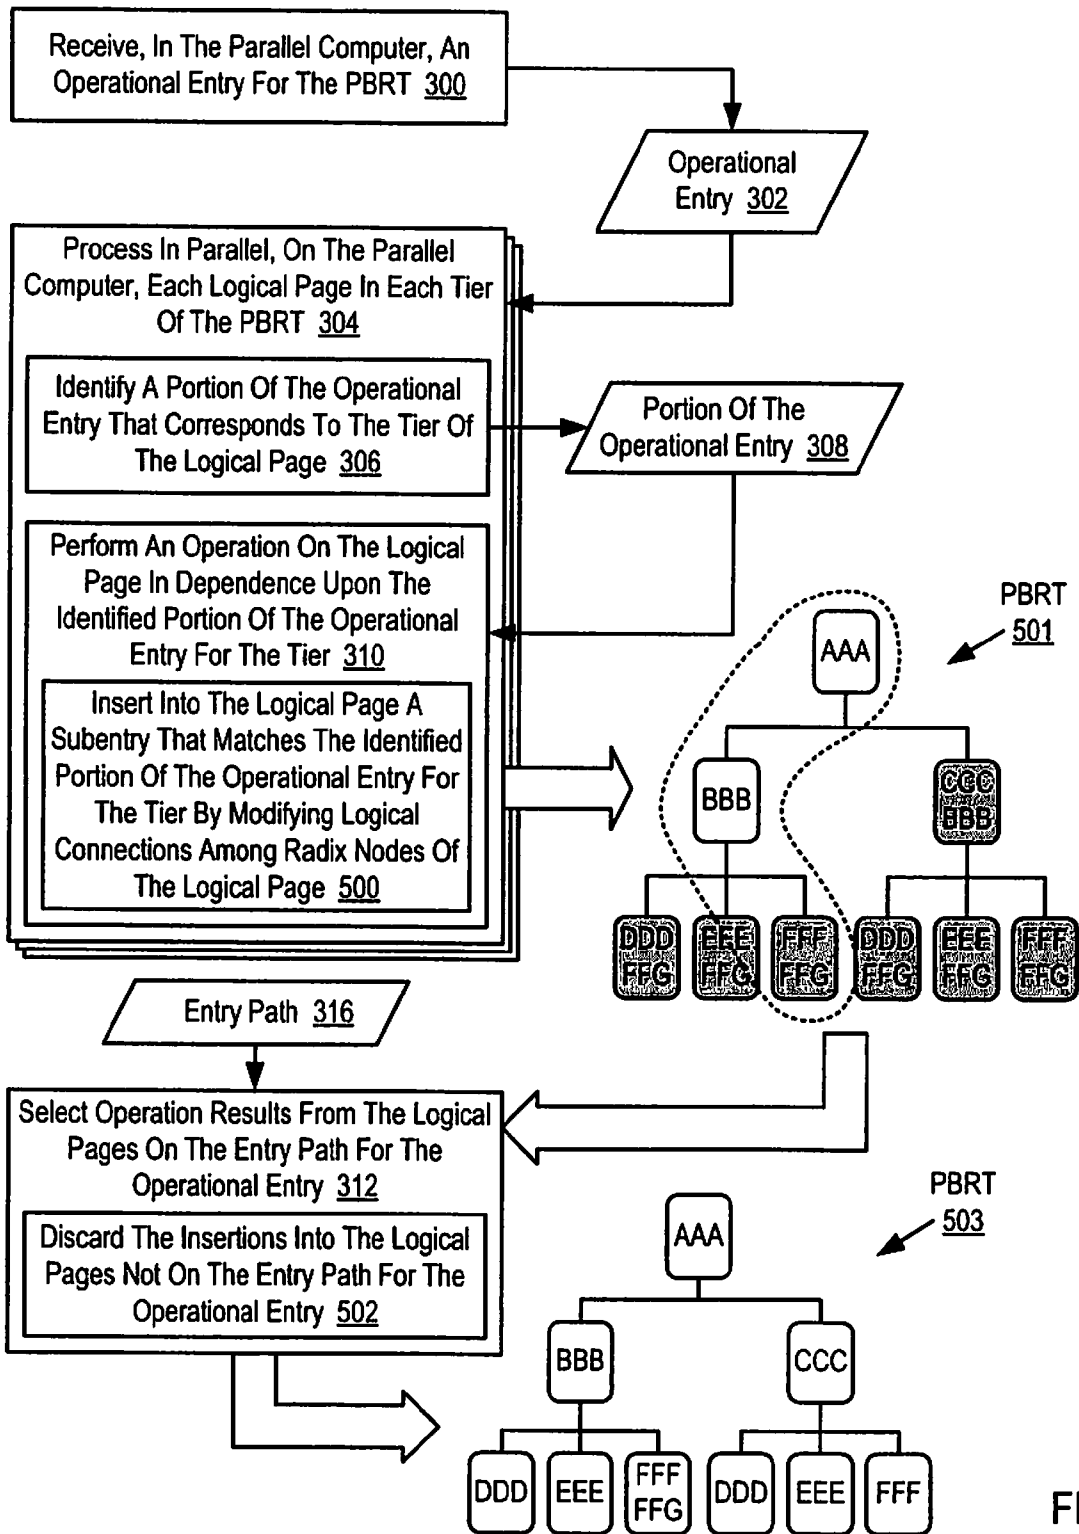 Receive, In The Parallel Computer, An
Operational Entry For The PBRT 300
Operational
Entry 302
Process In Parallel, On The Parallel
Computer, Each Logical Page In Each Tier
Of The PBRT 304
Identify A Portion Of The Operational
Entry That Corresponds To The Tier Of
The Logical Page 306
Portion Of The
Operational Entry 308
Perform An Operation On The Logical
Page In Dependence Upon The
Identified Portion Of The Operational
Entry For The Tier 310
Insert Into The Logical Page A
Subentry That Matches The Identified
Portion Of The Operational Entry For
The Tier By Modifying Logical
Connections Among Radix Nodes Of
The Logical Page 500
PBRT
501
AAA
BBB
CCC
BBB
DDD
FFG
EEE
FFG
FFF
FFG
DDD
FFG
EEE
FFG
FFF
FFG
Entry Path 316
Select Operation Results From The Logical
Pages On The Entry Path For The
Operational Entry 312
Discard The Insertions Into The Logical
Pages Not On The Entry Path For The
Operational Entry 502
PBRT
503
AAA
BBB
CCC
DDD
EEE
FFF
FFG
DDD
EEE
FFF